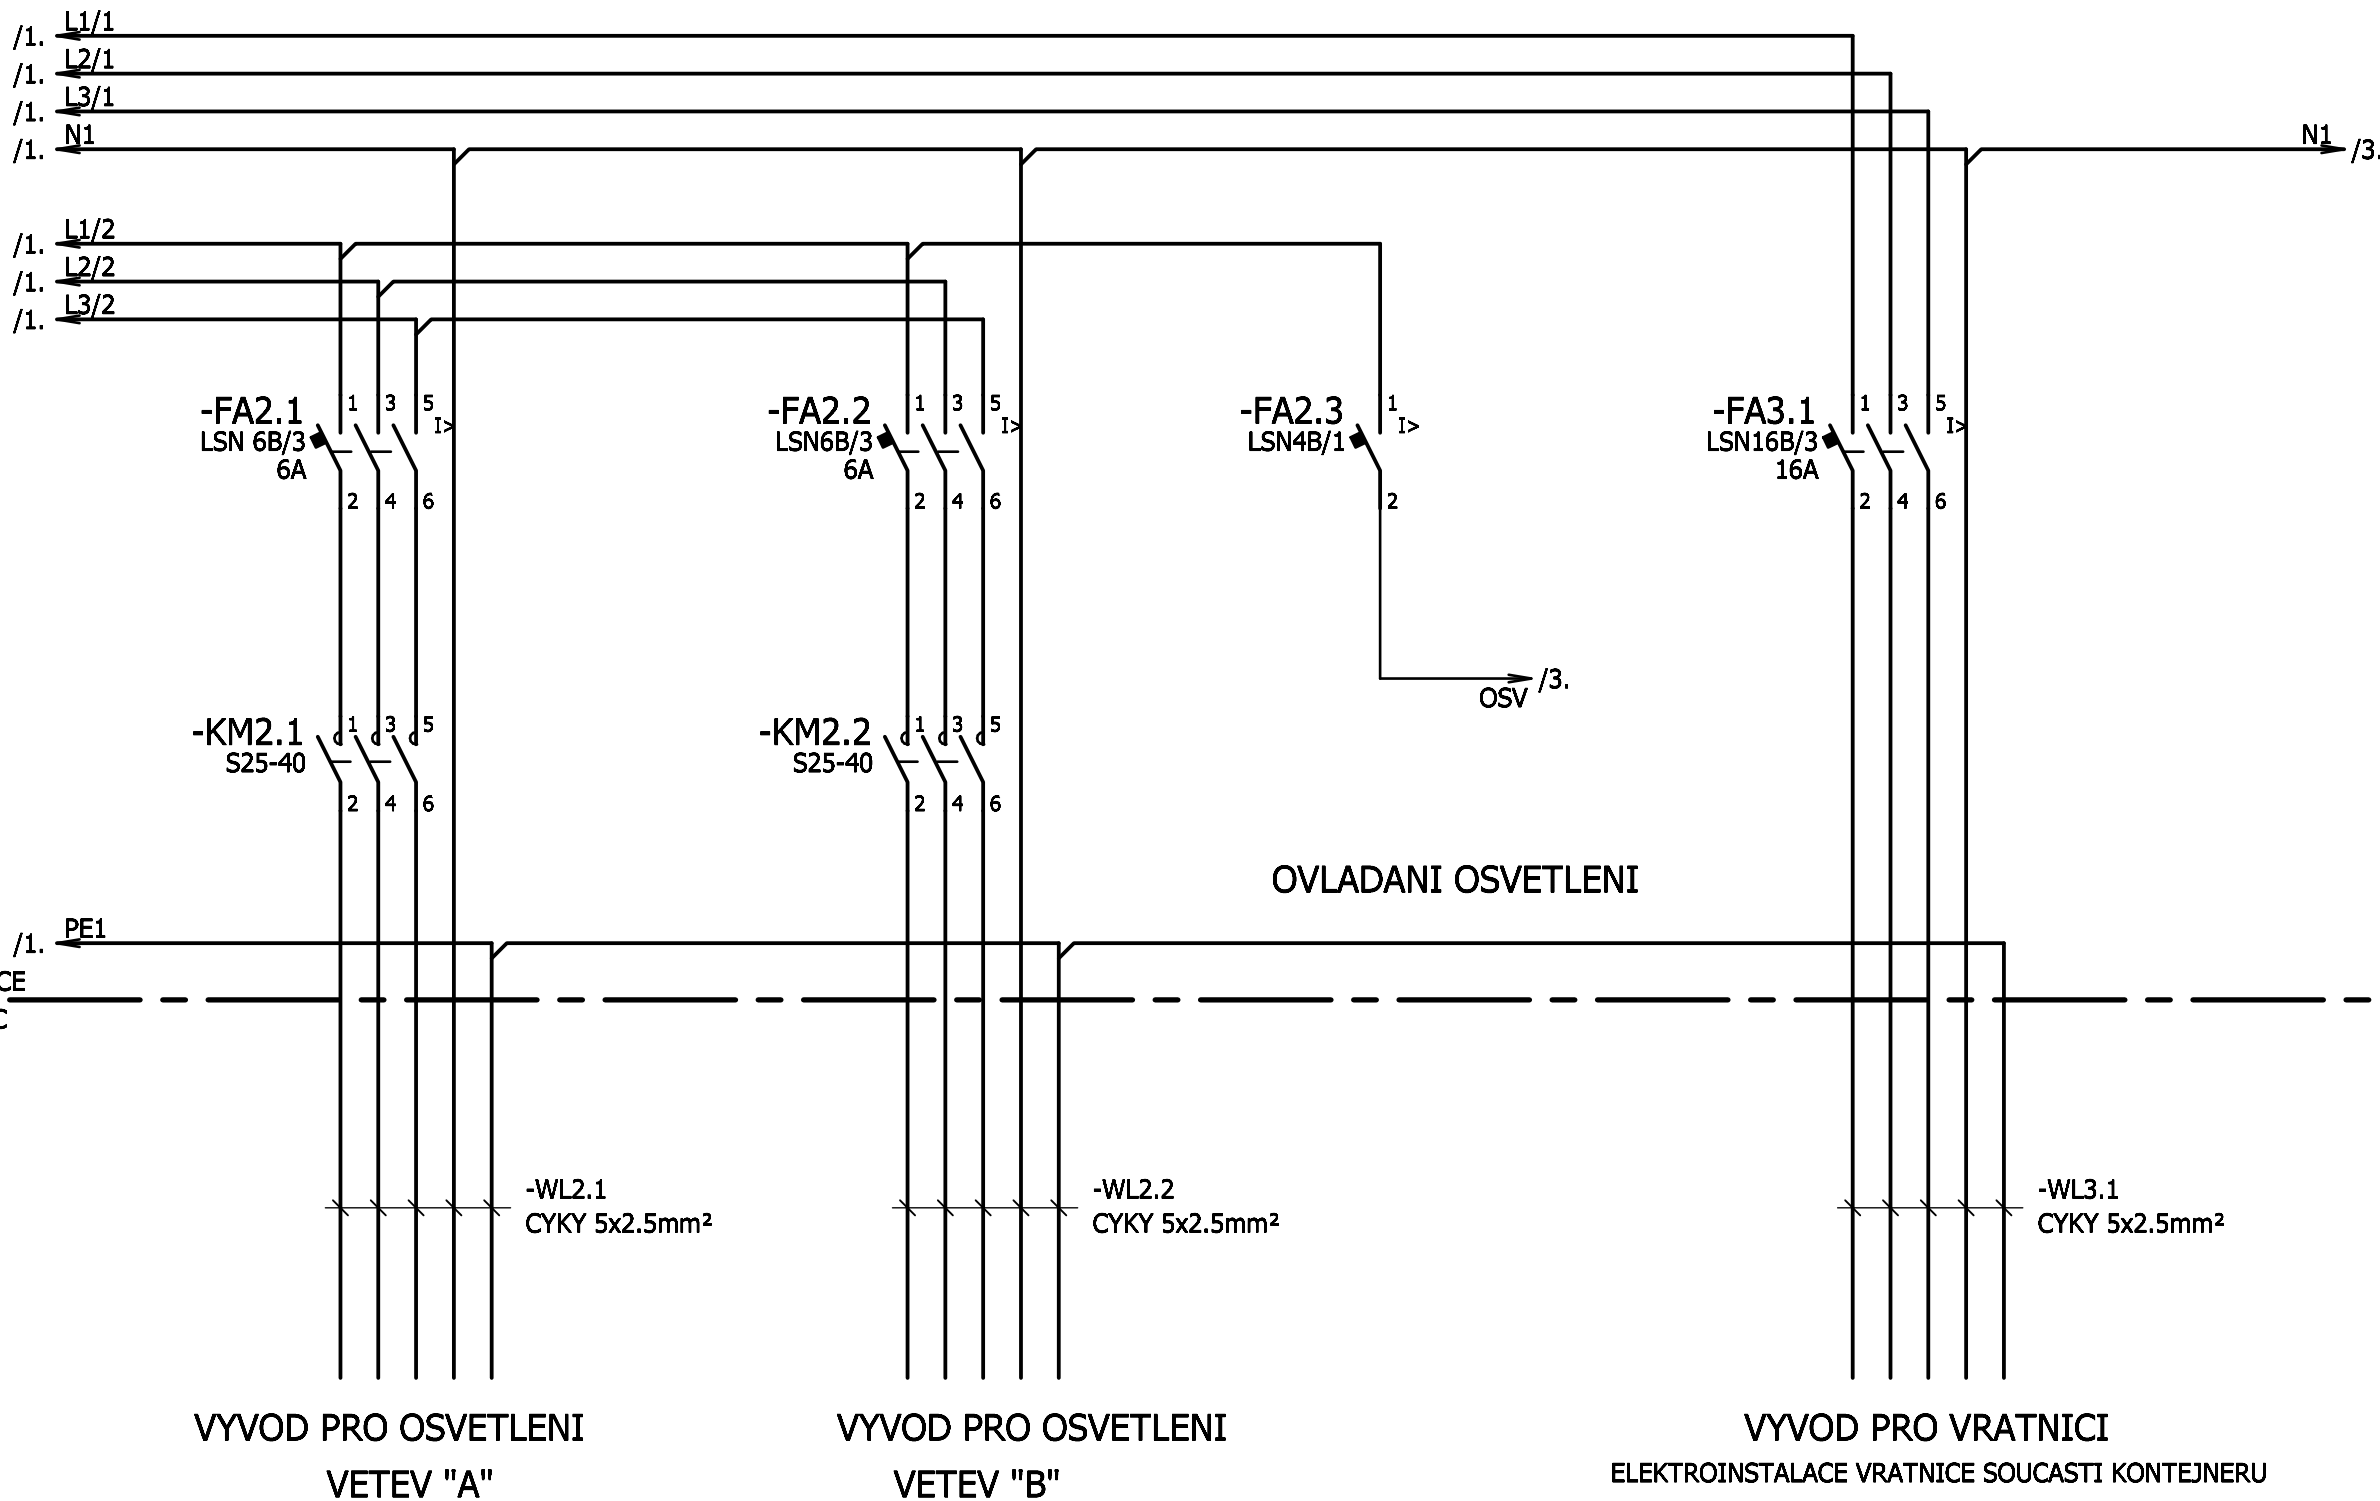 /1. L1/1
/1. L2/1
/1. L3/1
/1. N1
N1 /3.
/1. L1/2
/1. L2/2
/1. L3/2
-FA2.1
LSN 6B/3
6A
1 3 5
I>
2 4 6
-FA2.2
LSN6B/3
6A
1 3 5
I>
2 4 6
-FA2.3
LSN4B/1
1
I>
2
-FA3.1
LSN16B/3
16A
1 3 5
I>
2 4 6
OSV /3.
-KM2.1
S25-40
1 3 5
2 4 6
-KM2.2
S25-40
1 3 5
2 4 6
OVLADANI OSVETLENI
/1. PE1
CE
-WL2.1
CYKY 5x2.5mm²
-WL2.2
CYKY 5x2.5mm²
-WL3.1
CYKY 5x2.5mm²
VYVOD PRO OSVETLENI
VETEV "A"
VYVOD PRO OSVETLENI
VETEV "B"
VYVOD PRO VRATNICI
ELEKTROINSTALACE VRATNICE SOUCASTI KONTEJNERU